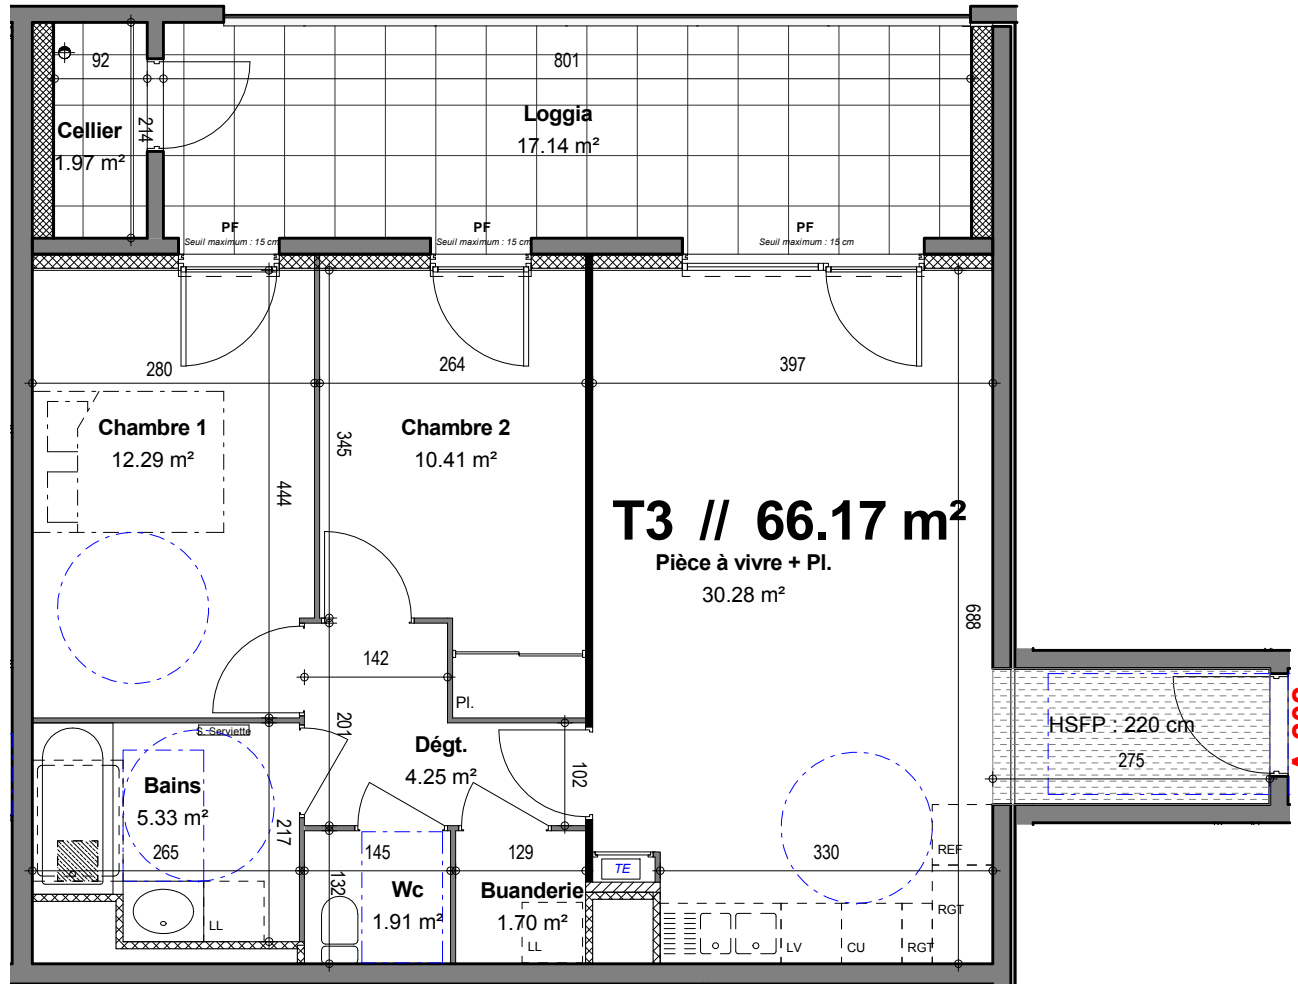 92
801
Cellier
1.97 m²
214
Loggia
17.14 m²
PF
Seuil maximum : 15 cm
PF
Seuil maximum : 15 cm
PF
Seuil maximum : 15 cm
280
264
397
Chambre 1
12.29 m²
Chambre 2
10.41 m²
345
444
T3 // 66.17 m²
Pièce à vivre + Pl.
30.28 m²
688
142
Pl.
201
S. Serviette
Dégt.
4.25 m²
102
HSFP : 220 cm
275
Bains
5.33 m²
265
217
145
129
330
TE
REF
132
Wc
1.91 m²
Buanderie
1.70 m²
RGT
LL
LL
LV
CU
RGT